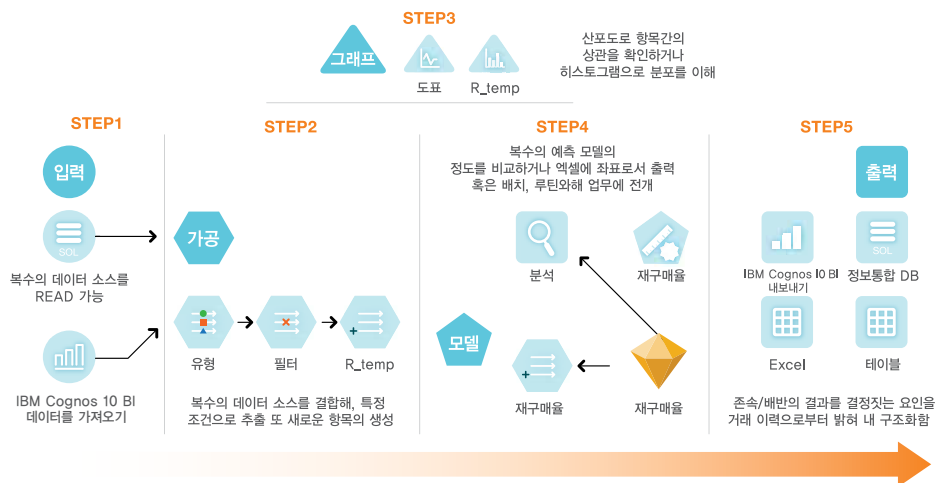 STEP3
그래프
도표
R_temp
산포도로 항목간의
상관을 확인하거나
히스토그램으로 분포를 이해
STEP1
입력
SOL
복수의 데이터 소스를
READ 가능
IBM Cognos 10 BI
데이터를 가져오기
STEP2
가공
유형
필터
R_temp
복수의 데이터 소스를 결합해, 특정
조건으로 추출 또 새로운 항목의 생성
STEP4
복수의 예측 모델의
정도를 비교하거나 엑셀에 좌표로서 출력
혹은 배치, 루틴와해 업무에 전개
분석
재구매율
모델
재구매율
재구매율
STEP5
출력
IBM Cognos I0 BI
내보내기
SOL
정보통합 DB
Excel
테이블
존속/배반의 결과를 결정짓는 요인을
거래 이력으로부터 밝혀 내 구조화함